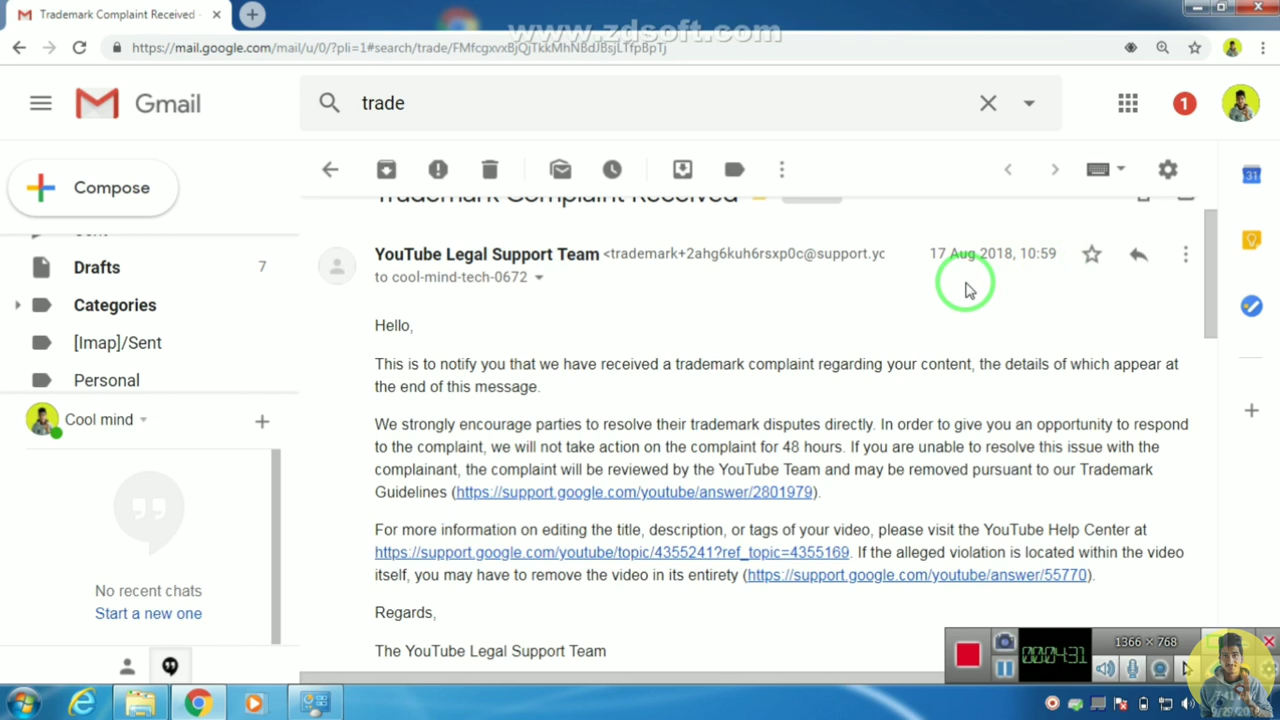 Trademark Complaint Received -
www.zdsoft.com
https://mail.google.com/mail/u/0/?pli=1#search/trade/FMfcgxvxBjQjTkkMhNBdJBsjLTfpBpTj
Gmail
trade
1
Compose
Trademark Complaint Received
31
Sent
YouTube Legal Support Team <trademark+2ahg6kuh6rsxp0c@support.yc
17 Aug 2018, 10:59
Drafts 7
to cool-mind-tech-0672
Categories
Hello,
[Imap]/Sent
This is to notify you that we have received a trademark complaint regarding your content, the details of which appear at
the end of this message.
Personal
Cool mind
We strongly encourage parties to resolve their trademark disputes directly. In order to give you an opportunity to respond
to the complaint, we will not take action on the complaint for 48 hours. If you are unable to resolve this issue with the
complainant, the complaint will be reviewed by the YouTube Team and may be removed pursuant to our Trademark
Guidelines (https://support.google.com/youtube/answer/2801979).
For more information on editing the title, description, or tags of your video, please visit the YouTube Help Center at
https://support.google.com/youtube/topic/4355241?ref_topic=4355169. If the alleged violation is located within the video
itself, you may have to remove the video in its entirety (https://support.google.com/youtube/answer/55770).
No recent chats
Start a new one
Regards,
The YouTube Legal Support Team
1366 x 768
000431
7:41 AM